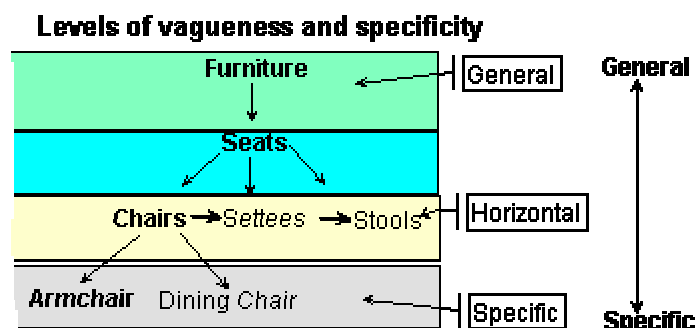 Levels of vagueness and specificity
Furniture
General
General
Seats
Chairs Settees Stools
Horizontal
Armchair Dining Chair
Specific
Specific